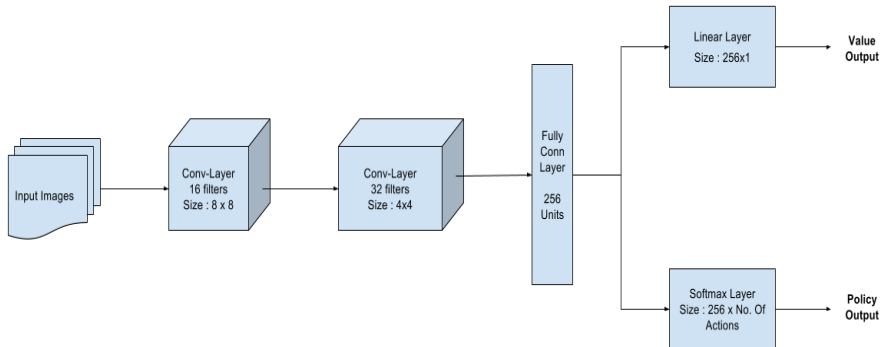 Input Images
Conv-Layer
16 filters
Size : 8 x 8
Conv-Layer
32 filters
Size : 4x4
Fully
Conn
Layer
256
Units
Linear Layer
Size : 256x1
Value
Output
Softmax Layer
Size : 256 x No. Of
Actions
Policy
Output